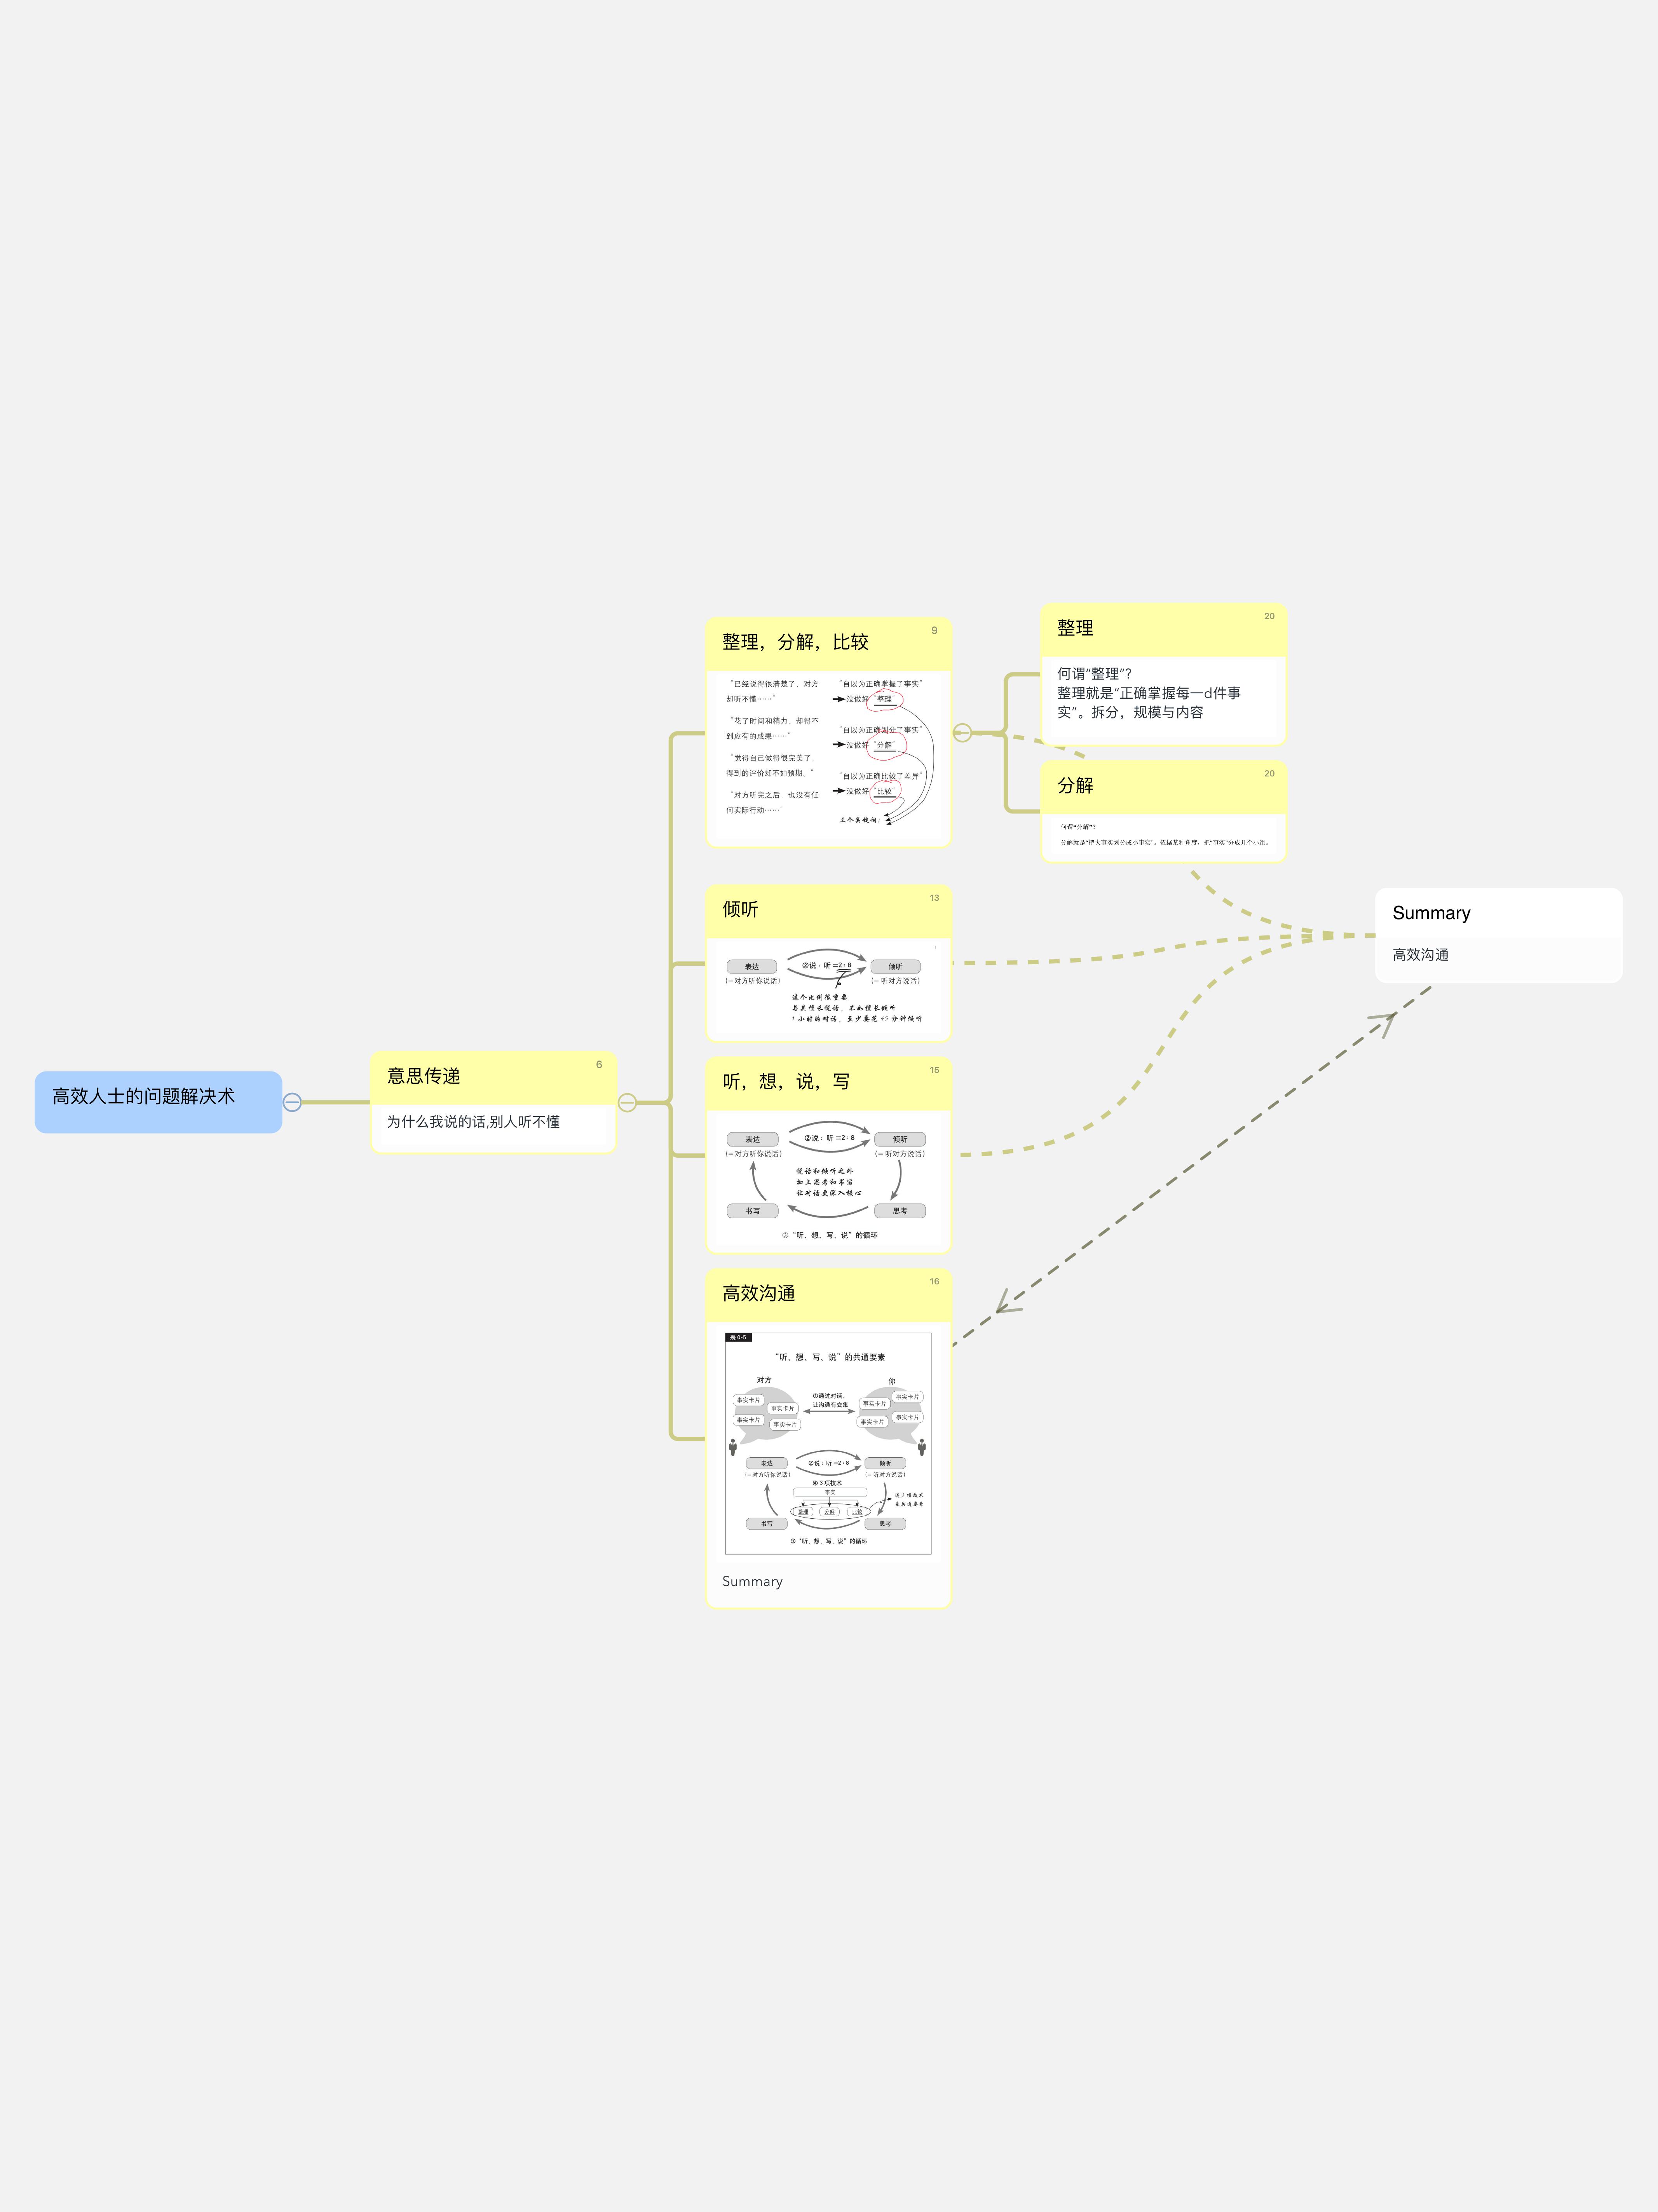 高效人士的问题解决术
意思传递
6
为什么我说的话,别人听不懂
整理，分解，比较
9
“已经说得很清楚了，对方
却听不懂……”
“花了时间和精力，却得不
到应有的成果……”
“觉得自己做得很完美了，
得到的评价却不如预期。”
“对方听完之后，也没有任
何实际行动……”
“自以为正确掌握了事实”
没做好“整理”
“自以为正确划分了事实”
没做好“分解”
“自以为正确比较了差异”
没做好“比较”
三个关键词：
整理
20
何谓“整理”？
整理就是“正确掌握每一d件事
实”。拆分，规模与内容
分解
20
何谓“分解”？
分解就是“把大事实划分成小事实”。依据某种角度，把“事实”分成几个小组。
倾听
13
表达
②说：听=2：8
倾听
(=对方听你说话)
(=听对方说话)
这个比例很重要
与其擅长说话，不如擅长倾听
1小时的对话，至少要花45分钟倾听
听，想，说，写
15
表达
②说：听=2：8
倾听
(=对方听你说话)
(=听对方说话)
说话和倾听之外
加上思考和书写
让对话更深入核心
书写
思考
③“听、想、写、说”的循环
高效沟通
16
表0-5
“听、想、写、说”的共通要素
对方
你
事实卡片
事实卡片
事实卡片
事实卡片
①通过对话，
让沟通有交集
事实卡片
事实卡片
事实卡片
事实卡片
表达
②说：听=2：8
倾听
(=对方听你说话)
(=听对方说话)
④3项技术
事实
整理
分解
比较
这3项技术
是共通要素
书写
思考
③“听、想、写、说”的循环
Summary
Summary
高效沟通